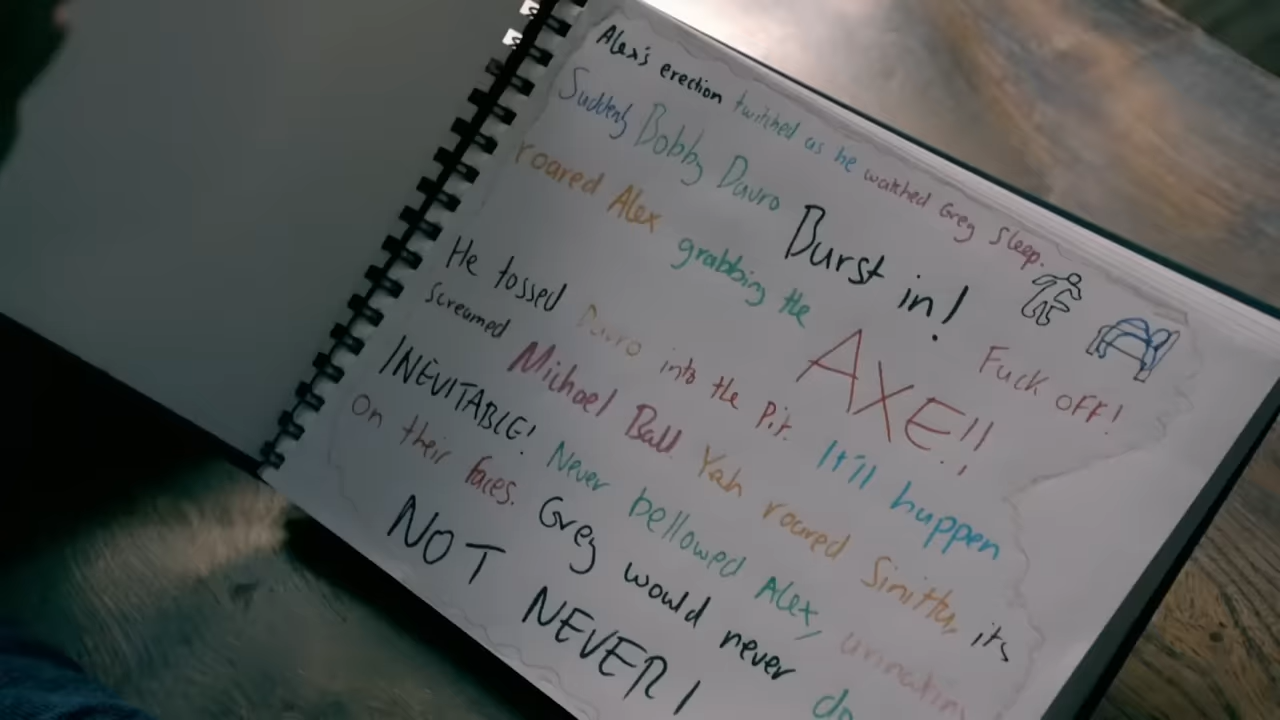 Alex's erection twitched as he watched Greg sleep.
Suddenly Bobby Davro Burst in! Fuck off!
roared Alex grabbing the AXE!!
He tossed Davro into the Pit. It'll happen
screamed Michael Ball. Yah roared Sinitta, its
INEVITABLE! Never bellowed Alex, urinating
on their faces. Greg would never do
NOT NEVER!